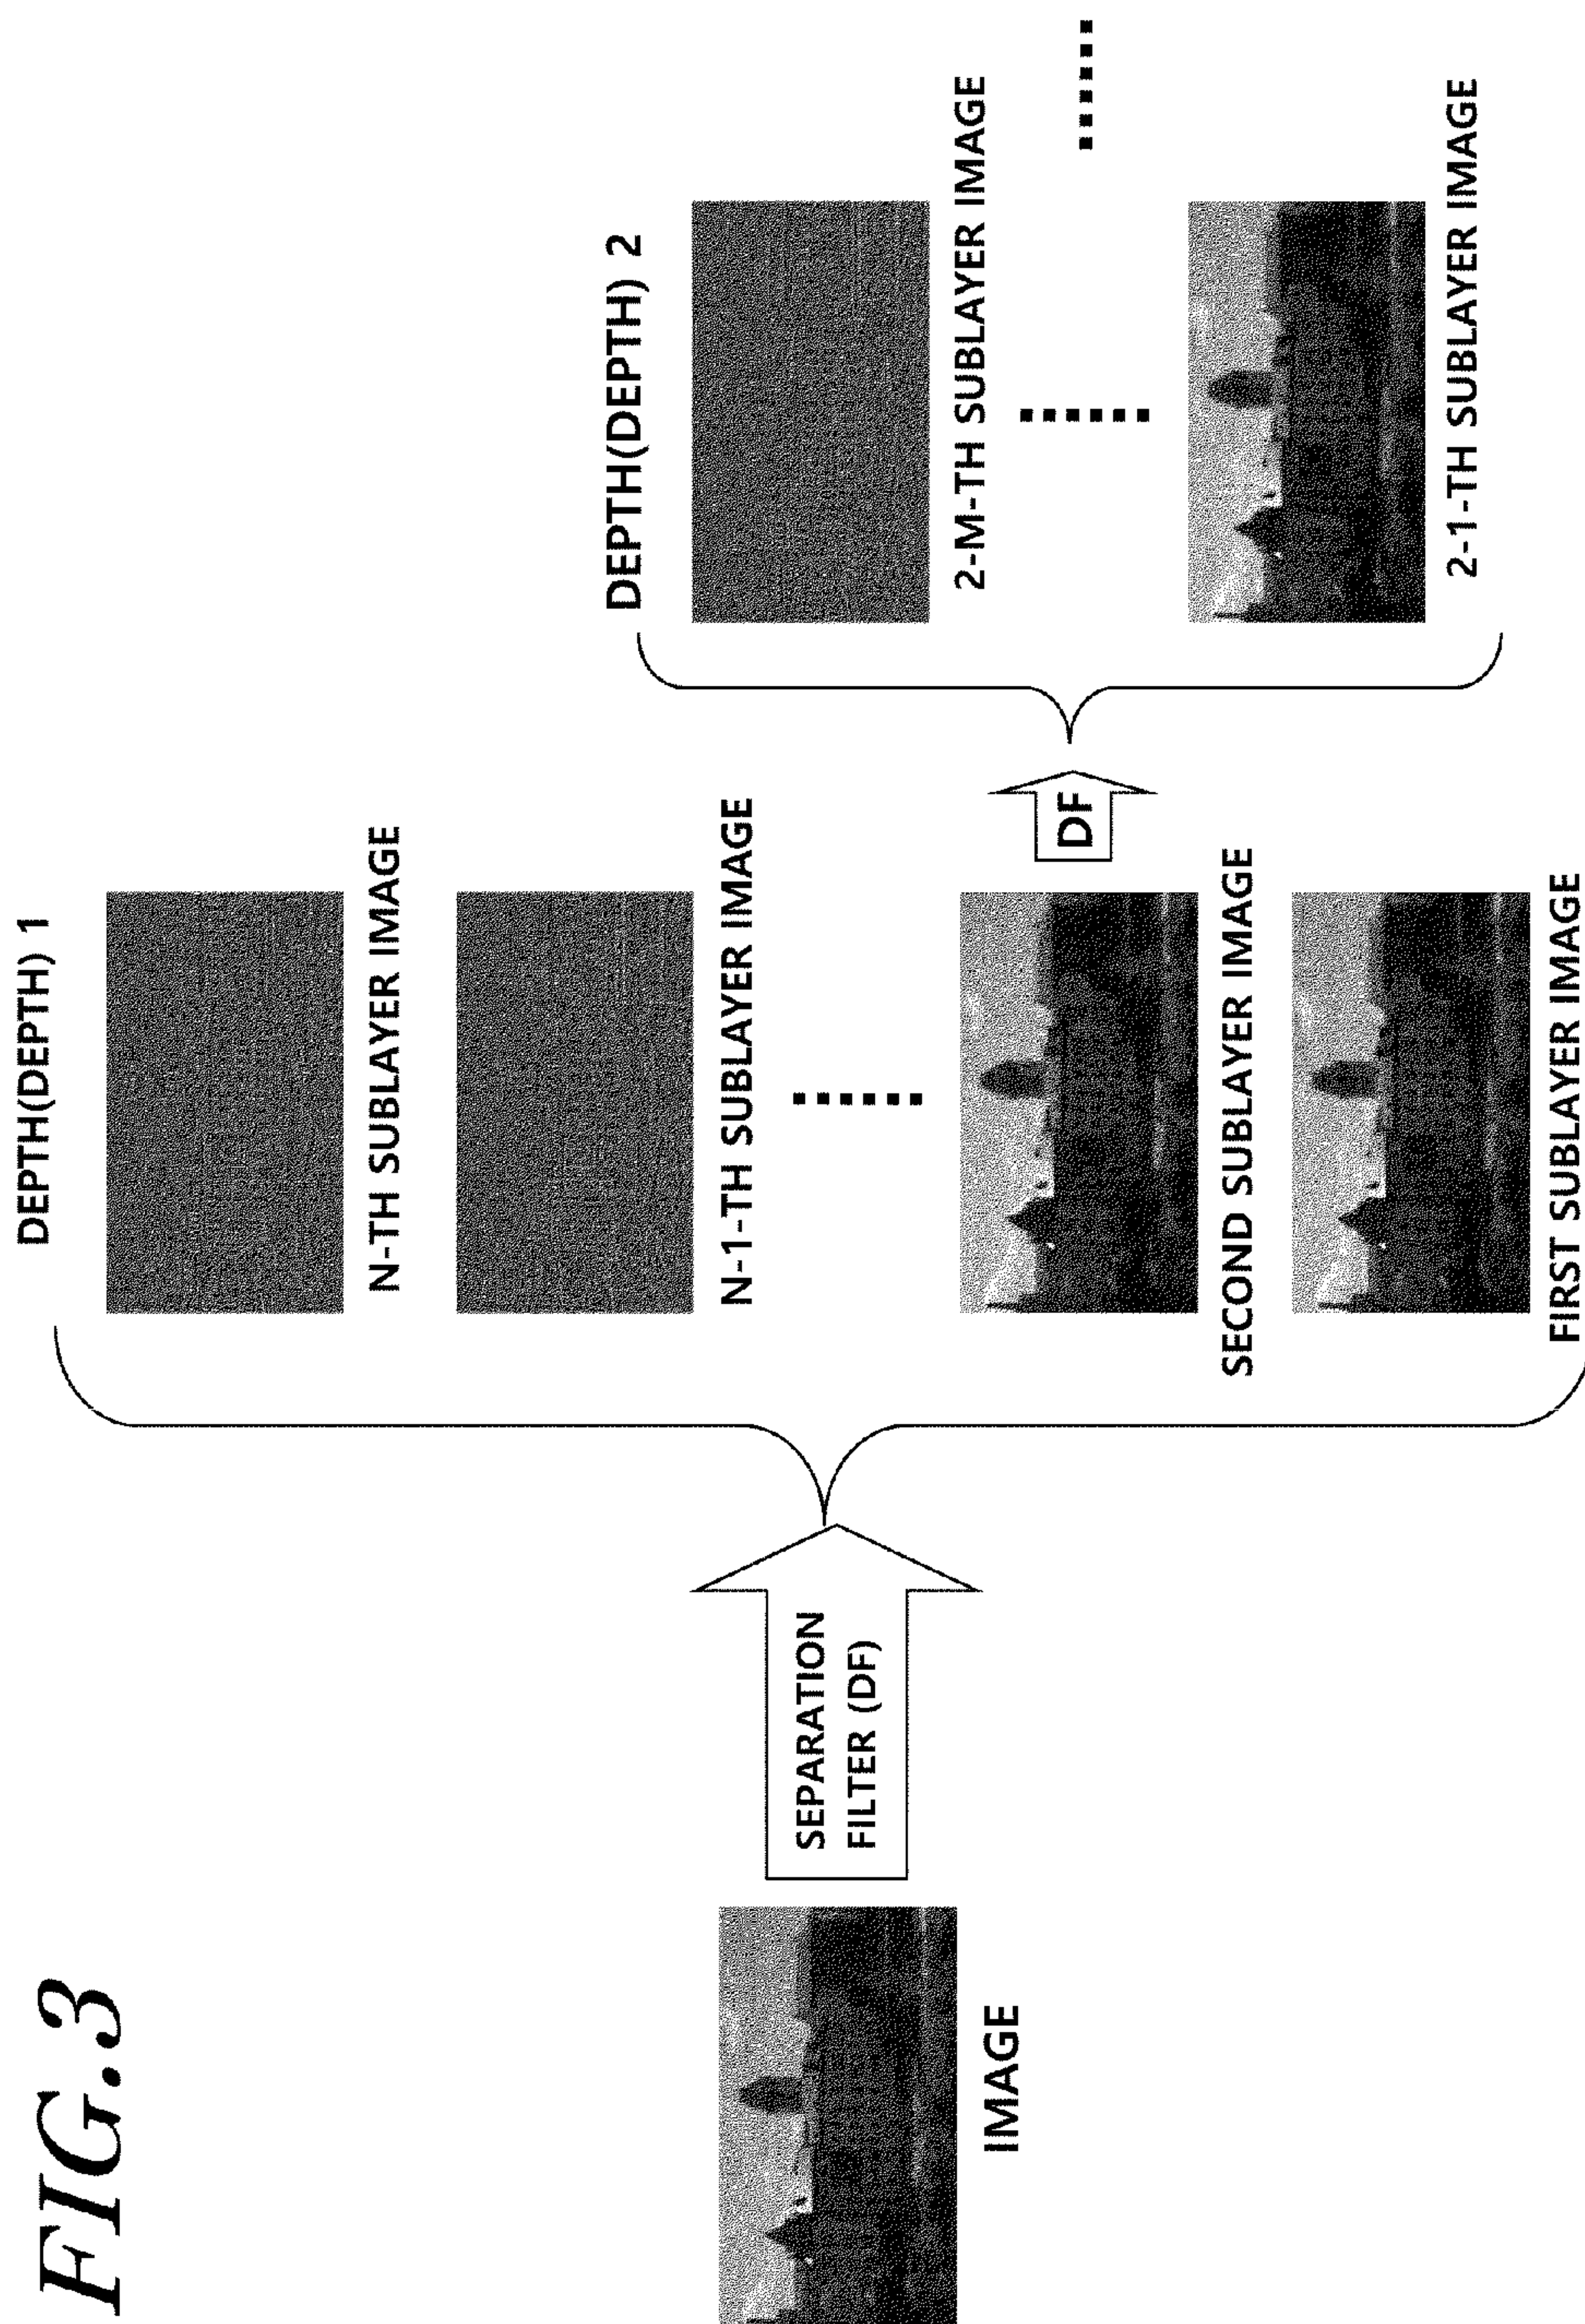 FIG.3
IMAGE
SEPARATION
FILTER (DF)
DEPTH(DEPTH) 1
N-TH SUBLAYER IMAGE
N-1-TH SUBLAYER IMAGE
SECOND SUBLAYER IMAGE
FIRST SUBLAYER IMAGE
DF
DEPTH(DEPTH) 2
2-M-TH SUBLAYER IMAGE
2-1-TH SUBLAYER IMAGE